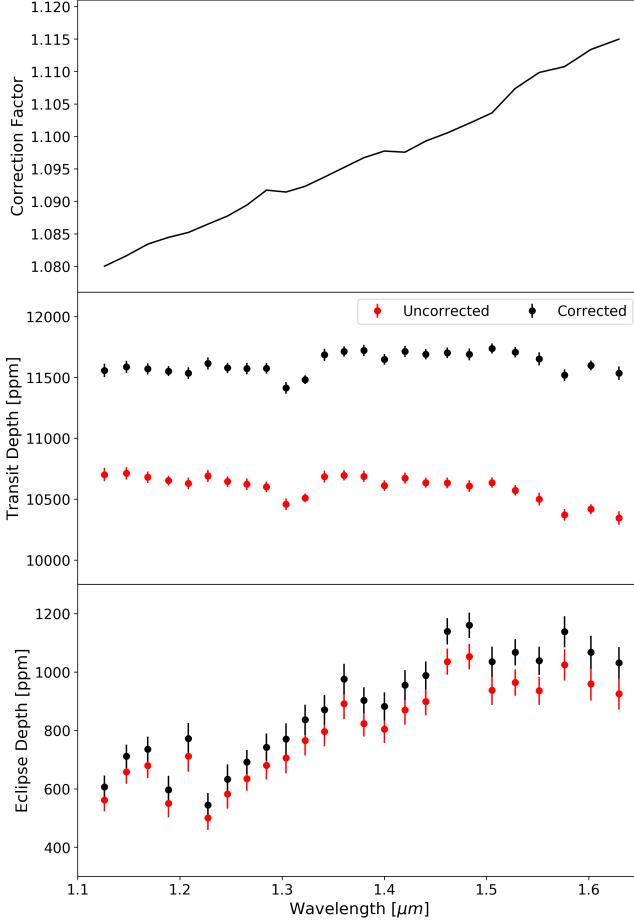 1.120
1.115
1.110
1.105
1.100
1.095
1.090
1.085
1.080
Correction Factor
Uncorrected
Corrected
12000
11500
11000
10500
10000
Transit Depth [ppm]
1200
1000
800
600
400
Eclipse Depth [ppm]
1.1 1.2 1.3 1.4 1.5 1.6
Wavelength [μm]